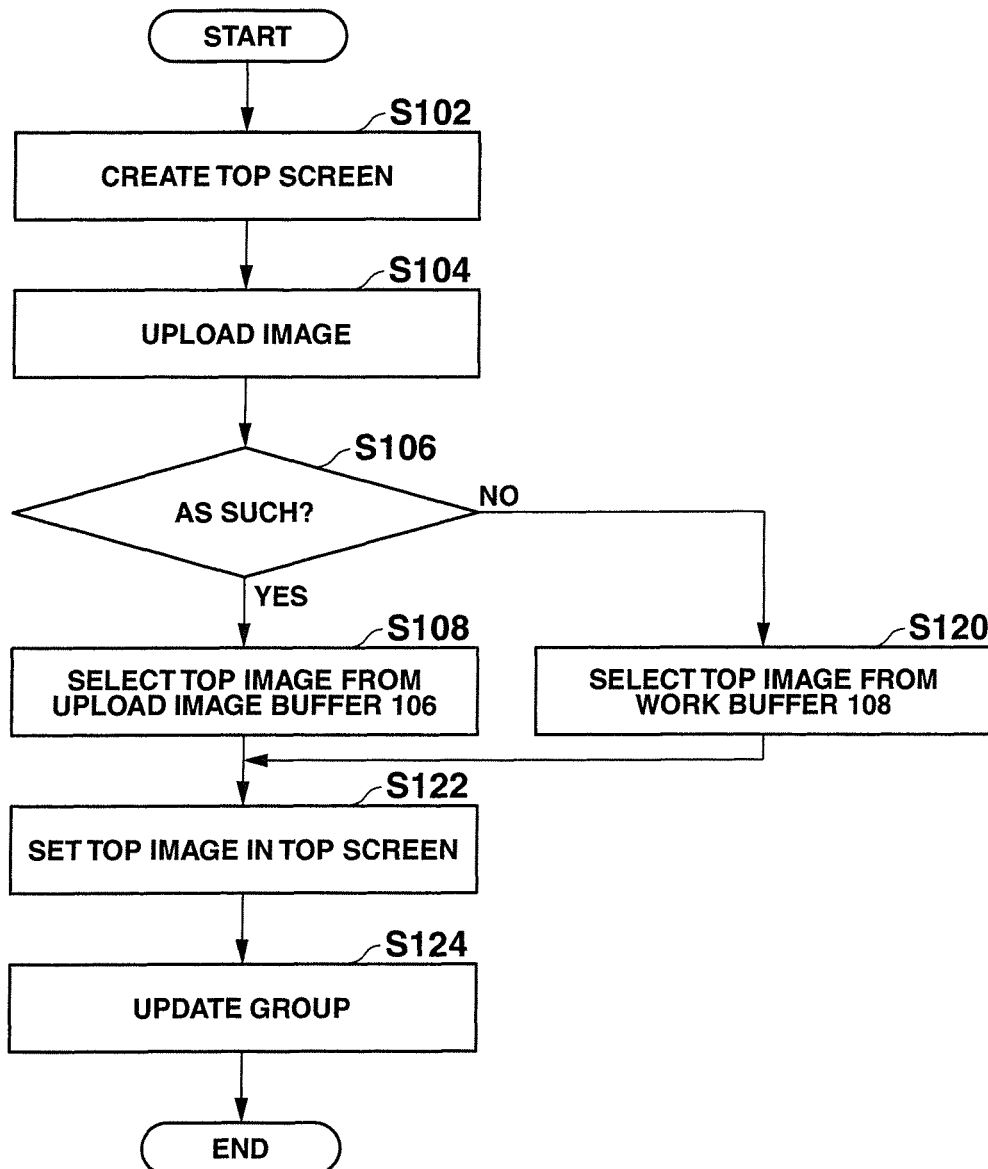 START
S102
CREATE TOP SCREEN
S104
UPLOAD IMAGE
S106
AS SUCH?
NO
YES
S108
SELECT TOP IMAGE FROM
UPLOAD IMAGE BUFFER 106
S120
SELECT TOP IMAGE FROM
WORK BUFFER 108
S122
SET TOP IMAGE IN TOP SCREEN
S124
UPDATE GROUP
END